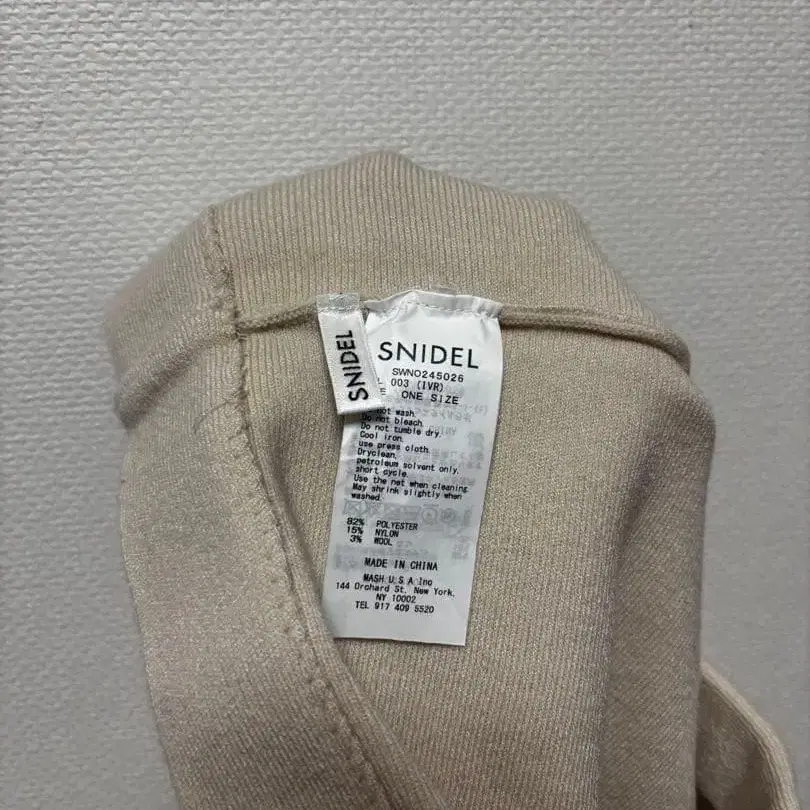 SNIDEL
SNIDEL
SWNO245026
003 (IVR)
ONE SIZE
not wash.
Do not bleach.
Do not tumble dry.
Cool iron.
use press cloth.
Dryclean,
petroleum solvent only.
short cycle.
Use the net when cleaning
May shrink slightly when
washed.
82% POLYESTER
15% NYLON
3% WOOL
MADE IN CHINA
MASH U.S.A Inc
144 Orchard St. New York.
NY 10002
TEL 917 409 5520